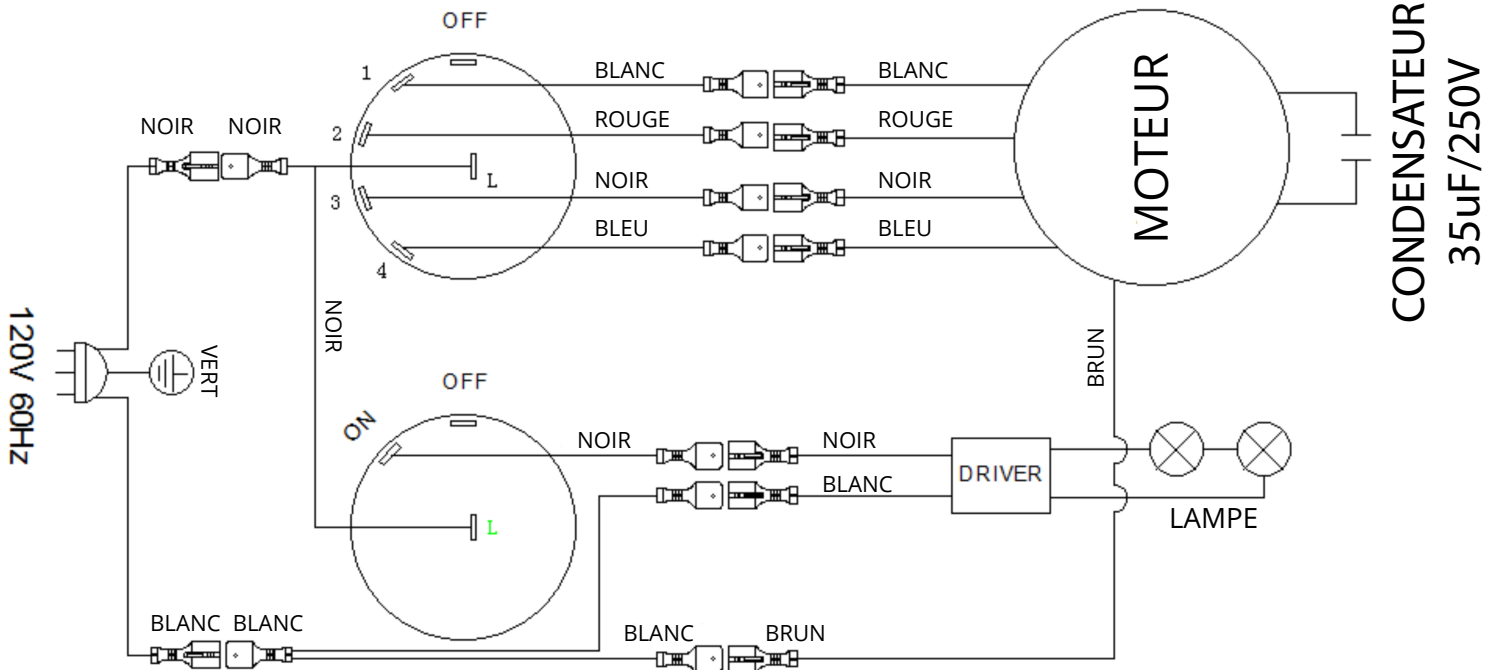 OFF
1
BLANC
BLANC
2
ROUGE
ROUGE
NOIR
NOIR
L
3
NOIR
NOIR
4
BLEU
BLEU
MOTEUR
CONDENSATEUR
35uF/250V
NOIR
VERT
120V 60Hz
BRUN
OFF
ON
NOIR
NOIR
BLANC
L
DRIVER
LAMPE
BLANC
BLANC
BLANC
BRUN